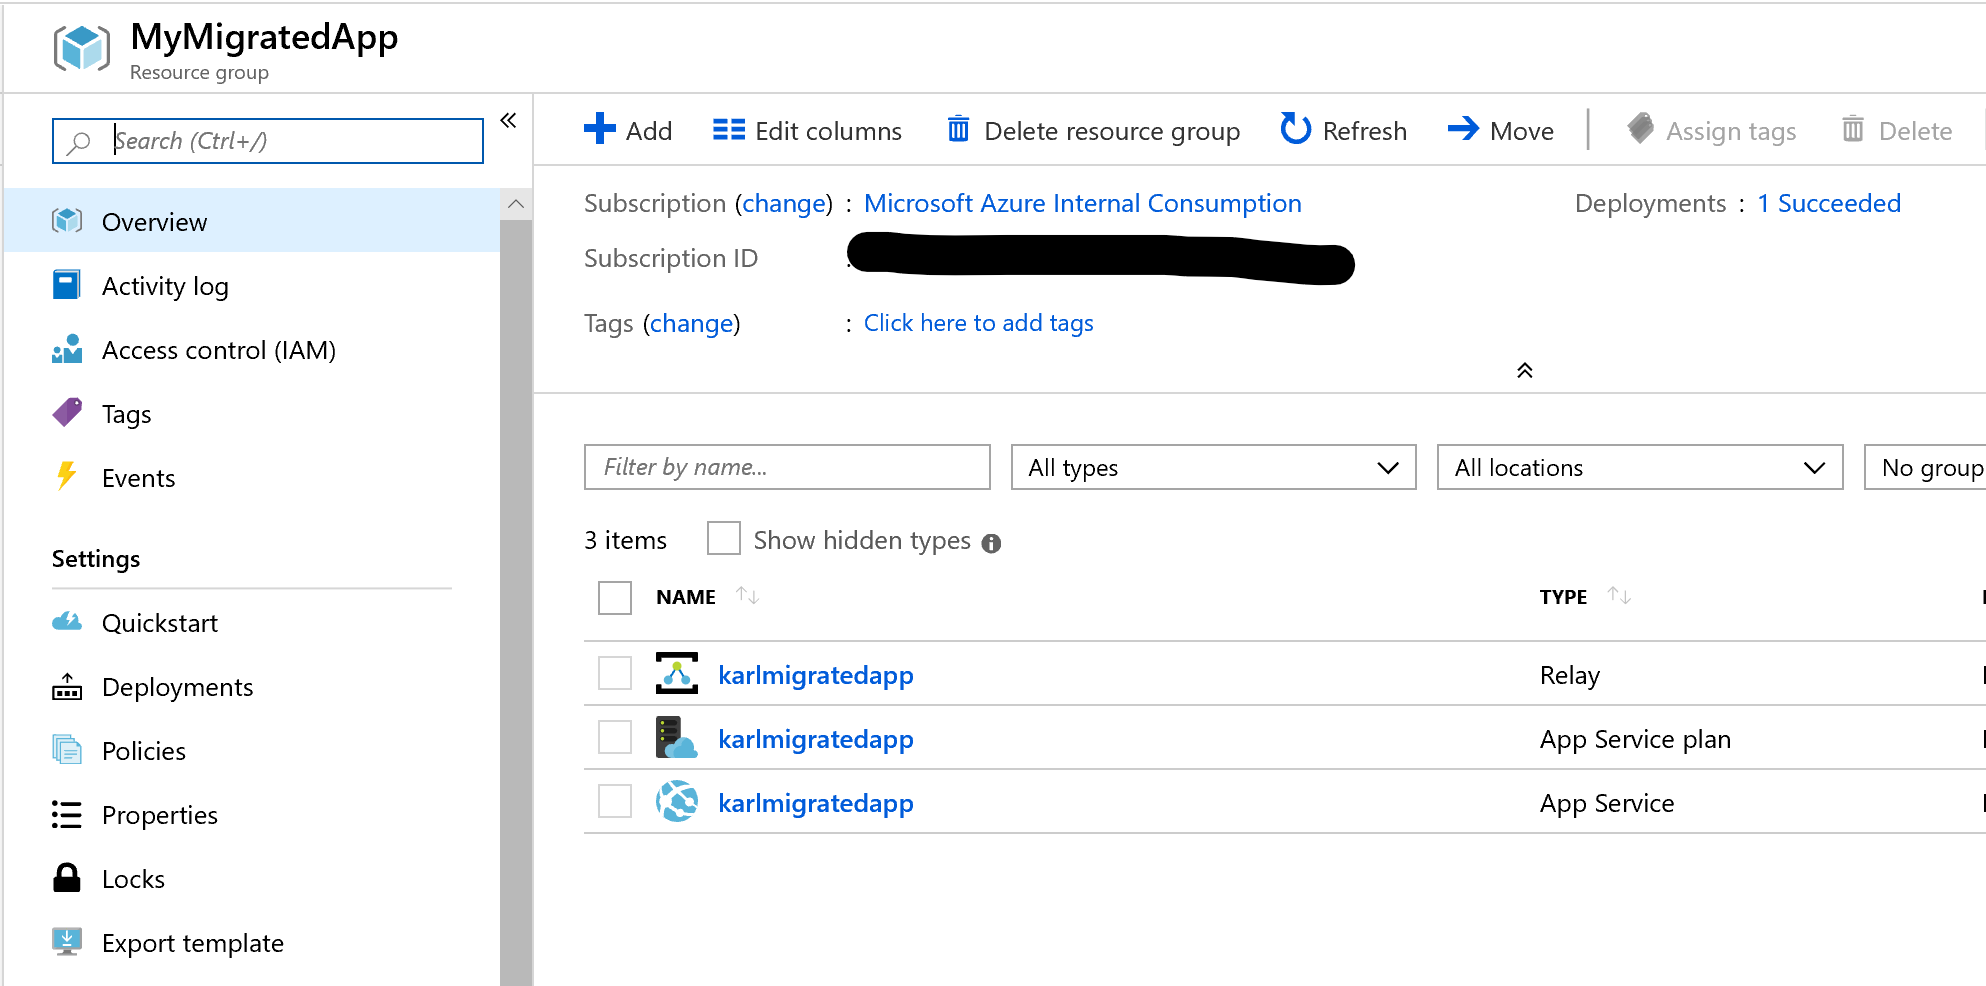 MyMigratedApp
Resource group
Search (Ctrl+/)
«
Overview
Activity log
Access control (IAM)
Tags
Events
Settings
Quickstart
Deployments
Policies
Properties
Locks
Export template
Add Edit columns Delete resource group Refresh Move Assign tags Delete
Subscription (change) : Microsoft Azure Internal Consumption Deployments : 1 Succeeded
Subscription ID :
Tags (change) : Click here to add tags
Filter by name... All types All locations No group
3 items Show hidden types
NAME TYPE
karlmigratedapp Relay
karlmigratedapp App Service plan
karlmigratedapp App Service